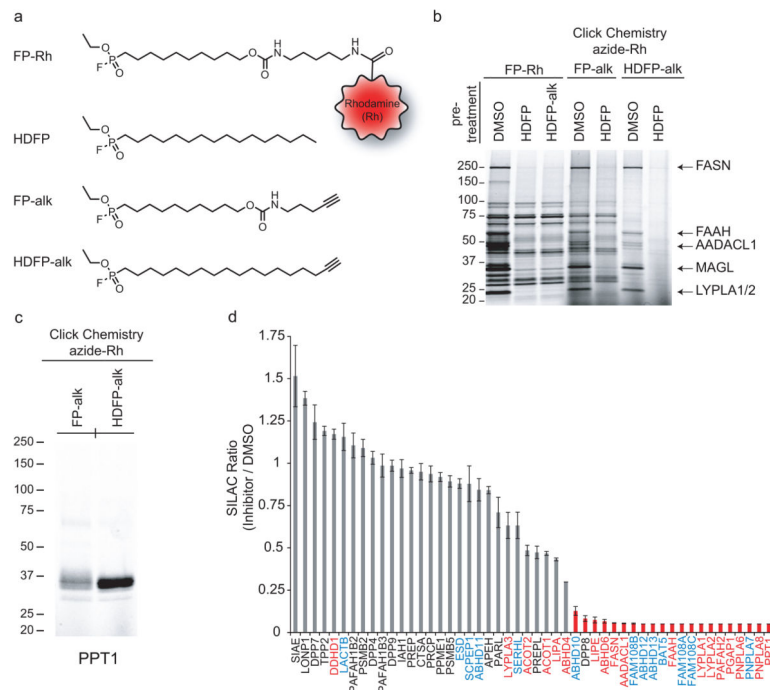 a
FP-Rh
O
P
F
O
O
O
N
H
H
N
O
Rhodamine
(Rh)
HDFP
O
P
F
O
FP-alk
O
P
F
O
O
O
H
N
HDFP-alk
O
P
F
O
b
Click Chemistry
azide-Rh
FP-Rh
FP-alk
HDFP-alk
pre-
treatment
DMSO
HDFP
HDFP-alk
DMSO
HDFP
DMSO
HDFP
250
150
100
75
50
37
25
20
FASN
FAAH
AADACL1
MAGL
LYPLA1/2
c
Click Chemistry
azide-Rh
FP-alk
HDFP-alk
250
150
100
75
50
37
25
20
PPT1
d
SILAC Ratio
(Inhibitor / DMSO)
1.75
1.5
1.25
1
0.75
0.5
0.25
0
SIAE
LONP1
DPP7
TPP2
DDHD1
LACTB
PAFAH1B2
PSMB2
DPP4
PAFAH1B3
DPP9
IAH1
PREP
CTSA
PRCP
PPME1
PSMB5
ESD
SCPEP1
ABHD11
APEH
PARL
LYPLA3
SERHL
ACOT2
PREPL
ACOT1
LIPA
ABHD4
ABHD10
DPP8
LIPE
ABHD6
FASN
AADACL1
FAM108B
ABHD12
ABHD13
BAT5
FAAH
FAM108A
FAM108C
LYPLA1
LYPLA2
PAFAH2
PGAP1
PNPLA6
PNPLA7
PNPLA8
PPT1